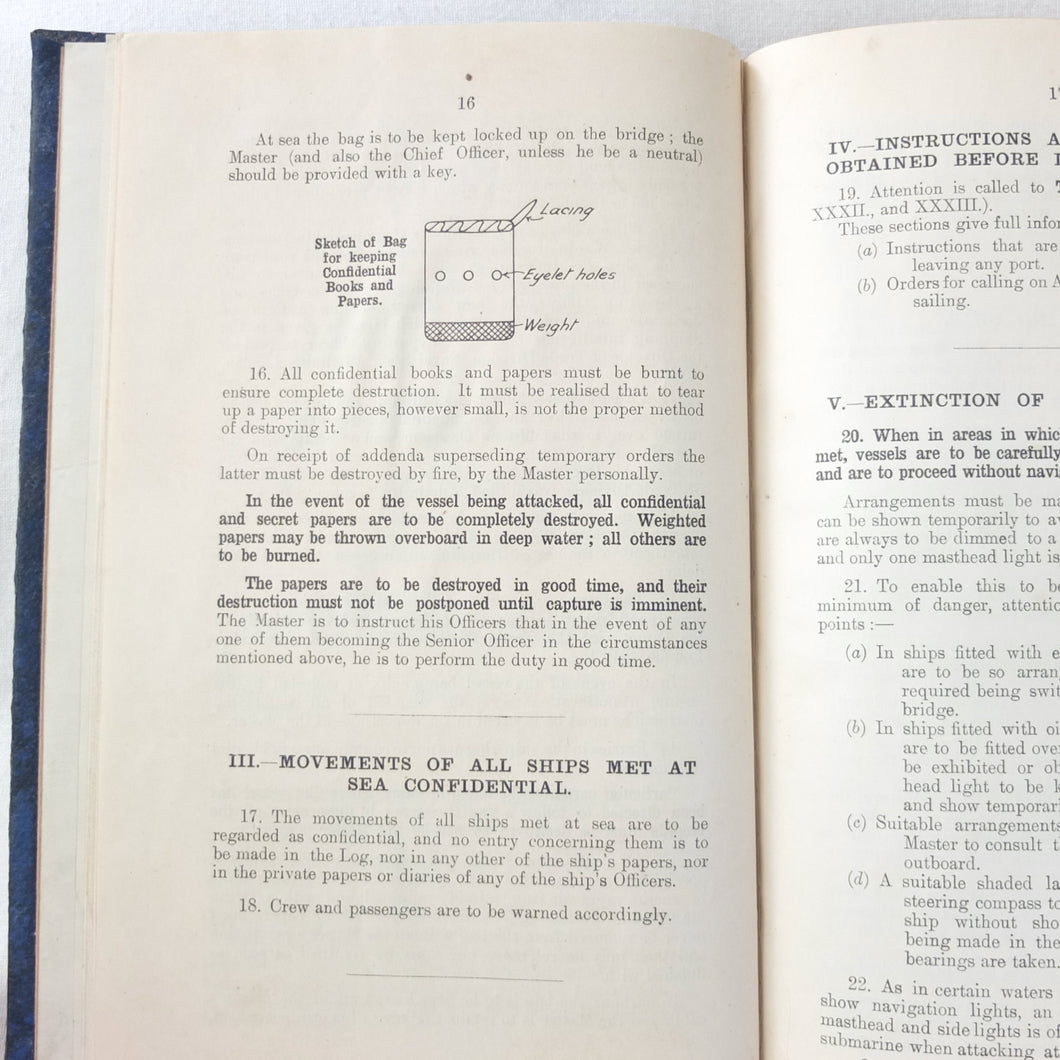 16
At sea the bag is to be kept locked up on the bridge ; the
Master (and also the Chief Officer, unless he be a neutral)
should be provided with a key.
Sketch of Bag
for keeping
Confidential
Books and
Papers.
Lacing
Eyelet holes
Weight
16. All confidential books and papers must be burnt to
ensure complete destruction. It must be realised that to tear
up a paper into pieces, however small, is not the proper method
of destroying it.
On receipt of addenda superseding temporary orders the
latter must be destroyed by fire, by the Master personally.
In the event of the vessel being attacked, all confidential
and secret papers are to be completely destroyed. Weighted
papers may be thrown overboard in deep water ; all others are
to be burned.
The papers are to be destroyed in good time, and their
destruction must not be postponed until capture is imminent.
The Master is to instruct his Officers that in the event of any
one of them becoming the Senior Officer in the circumstances
mentioned above, he is to perform the duty in good time.
III.—MOVEMENTS OF ALL SHIPS MET AT
SEA CONFIDENTIAL.
17. The movements of all ships met at sea are to be
regarded as confidential, and no entry concerning them is to
be made in the Log, nor in any other of the ship's papers, nor
in the private papers or diaries of any of the ship's Officers.
18. Crew and passengers are to be warned accordingly.
IV.—INSTRUCTIONS
OBTAINED BEFORE
19. Attention is called to
XXXII., and XXXIII.).
These sections give full
(a) Instructions that are
leaving any port.
(b) Orders for calling on
sailing.
V.—EXTINCTION OF
20. When in areas in
met, vessels are to be carefully
and are to proceed without
Arrangements must be
can be shown temporarily to
are always to be dimmed to a
and only one masthead light is
21. To enable this to
minimum of danger,
points :—
(a) In ships fitted with
are to be so
required being
bridge.
(b) In ships fitted with
are to be fitted
be exhibited or
head light to be
and show
(c) Suitable arrangements
Master to consult
outboard.
(d) A suitable shaded
steering compass
ship without
being made in the
bearings are taken.
22. As in certain waters
show navigation lights, an
masthead and side lights is
submarine when attacking